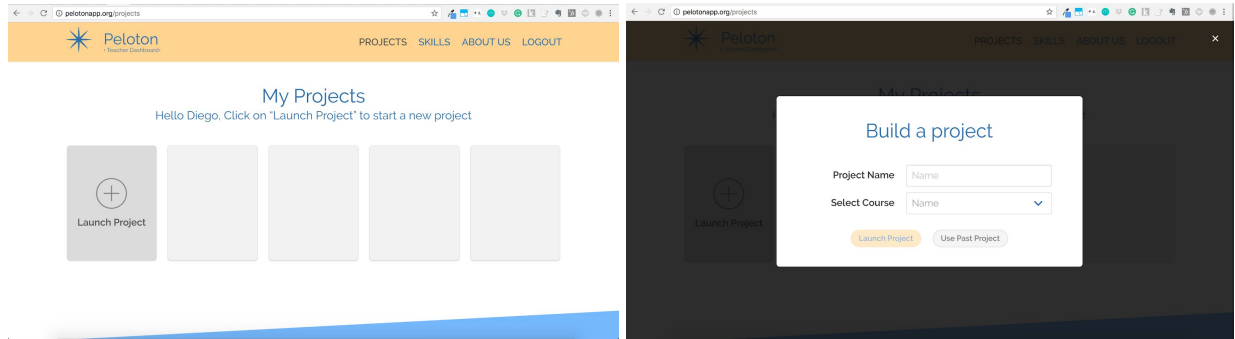 pelotonapp.org/projects
Peloton
• Teacher Dashboard
PROJECTS SKILLS ABOUT US LOGOUT
My Projects
Hello Diego, Click on “Launch Project” to start a new project
Launch Project
pelotonapp.org/projects
Peloton
PROJECTS SKILLS ABOUT US LOGOUT
My Projects
Build a project
Project Name Name
Select Course Name
Launch Project Use Past Project
Launch Project